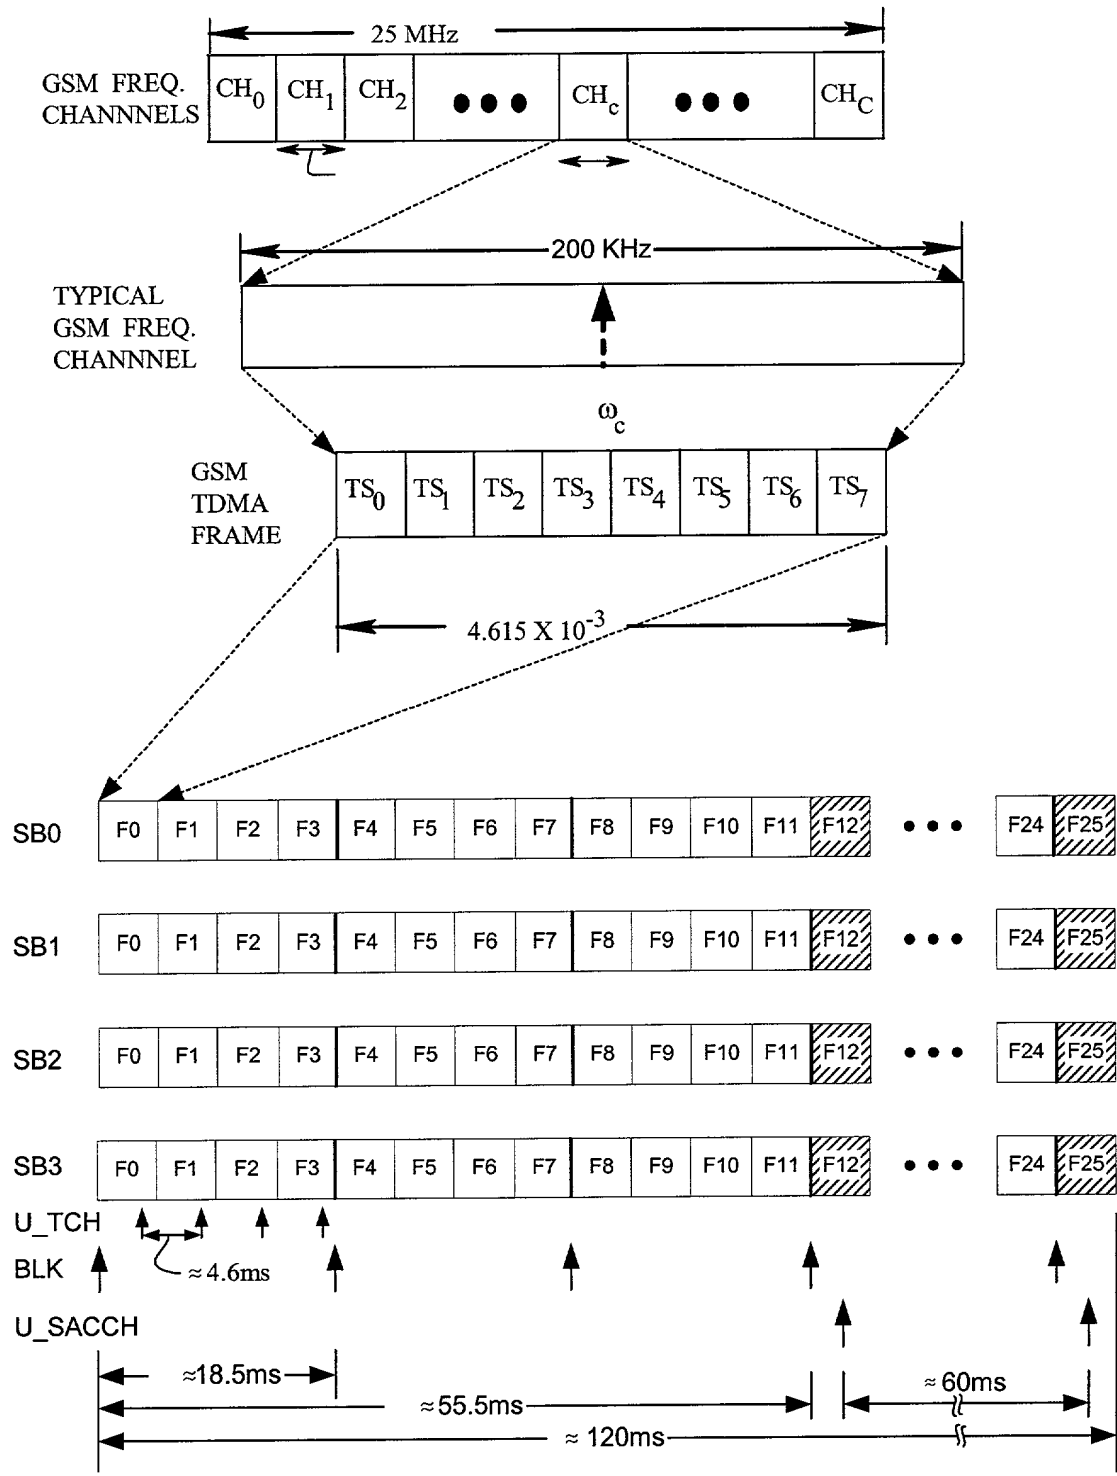 25 MHz
GSM FREQ.
CHANNNELS
CH0 CH1 CH2 ●●● CHc ●●● CHC
200 KHz
TYPICAL
GSM FREQ.
CHANNNEL
ωc
GSM
TDMA
FRAME
TS0 TS1 TS2 TS3 TS4 TS5 TS6 TS7
4.615 X 10-3
SB0 F0 F1 F2 F3 F4 F5 F6 F7 F8 F9 F10 F11 F12 ●●● F24 F25
SB1 F0 F1 F2 F3 F4 F5 F6 F7 F8 F9 F10 F11 F12 ●●● F24 F25
SB2 F0 F1 F2 F3 F4 F5 F6 F7 F8 F9 F10 F11 F12 ●●● F24 F25
SB3 F0 F1 F2 F3 F4 F5 F6 F7 F8 F9 F10 F11 F12 ●●● F24 F25
U_TCH
BLK ≈4.6ms
U_SACCH
≈18.5ms
≈60ms
≈55.5ms
≈ 120ms